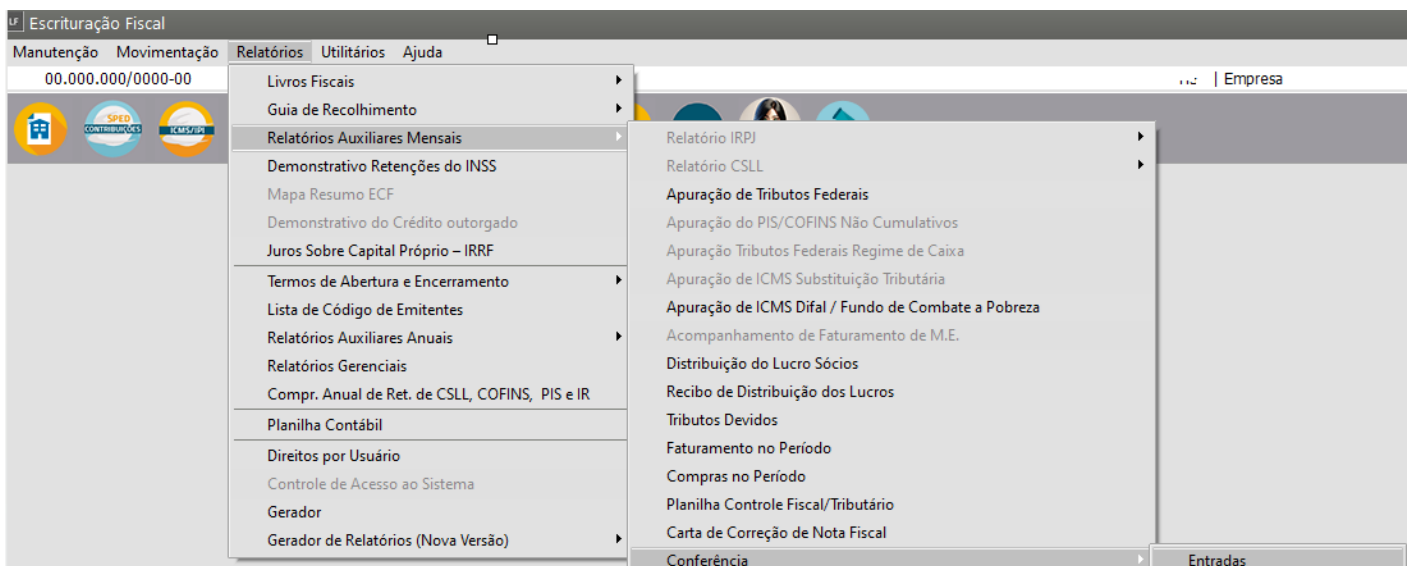 LF Escrituração Fiscal
Manutenção Movimentação Relatórios Utilitários Ajuda
00.000.000/0000-00 | Empresa
SPED CONTRIBUIÇÕES ICMS/IPI
Livros Fiscais
Guia de Recolhimento
Relatórios Auxiliares Mensais
Demonstrativo Retenções do INSS
Mapa Resumo ECF
Demonstrativo do Crédito outorgado
Juros Sobre Capital Próprio – IRRF
Termos de Abertura e Encerramento
Lista de Código de Emitentes
Relatórios Auxiliares Anuais
Relatórios Gerenciais
Compr. Anual de Ret. de CSLL, COFINS, PIS e IR
Planilha Contábil
Direitos por Usuário
Controle de Acesso ao Sistema
Gerador
Gerador de Relatórios (Nova Versão)
Relatório IRPJ
Relatório CSLL
Apuração de Tributos Federais
Apuração do PIS/COFINS Não Cumulativos
Apuração Tributos Federais Regime de Caixa
Apuração de ICMS Substituição Tributária
Apuração de ICMS Difal / Fundo de Combate a Pobreza
Acompanhamento de Faturamento de M.E.
Distribuição do Lucro Sócios
Recibo de Distribuição dos Lucros
Tributos Devidos
Faturamento no Período
Compras no Período
Planilha Controle Fiscal/Tributário
Carta de Correção de Nota Fiscal
Conferência
Entradas